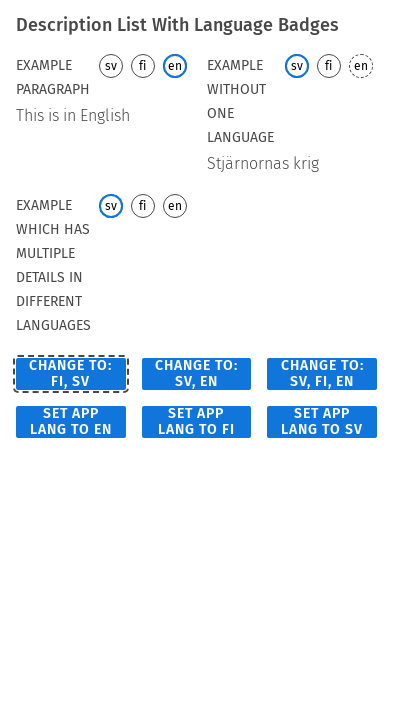 Description List With Language Badges
EXAMPLE PARAGRAPH
sv fi en
This is in English
EXAMPLE WITHOUT ONE LANGUAGE
sv fi en
Stjärnornas krig
EXAMPLE WHICH HAS MULTIPLE DETAILS IN DIFFERENT LANGUAGES
sv fi en
CHANGE TO: FI, SV
CHANGE TO: SV, EN
CHANGE TO: SV, FI, EN
SET APP LANG TO EN
SET APP LANG TO FI
SET APP LANG TO SV